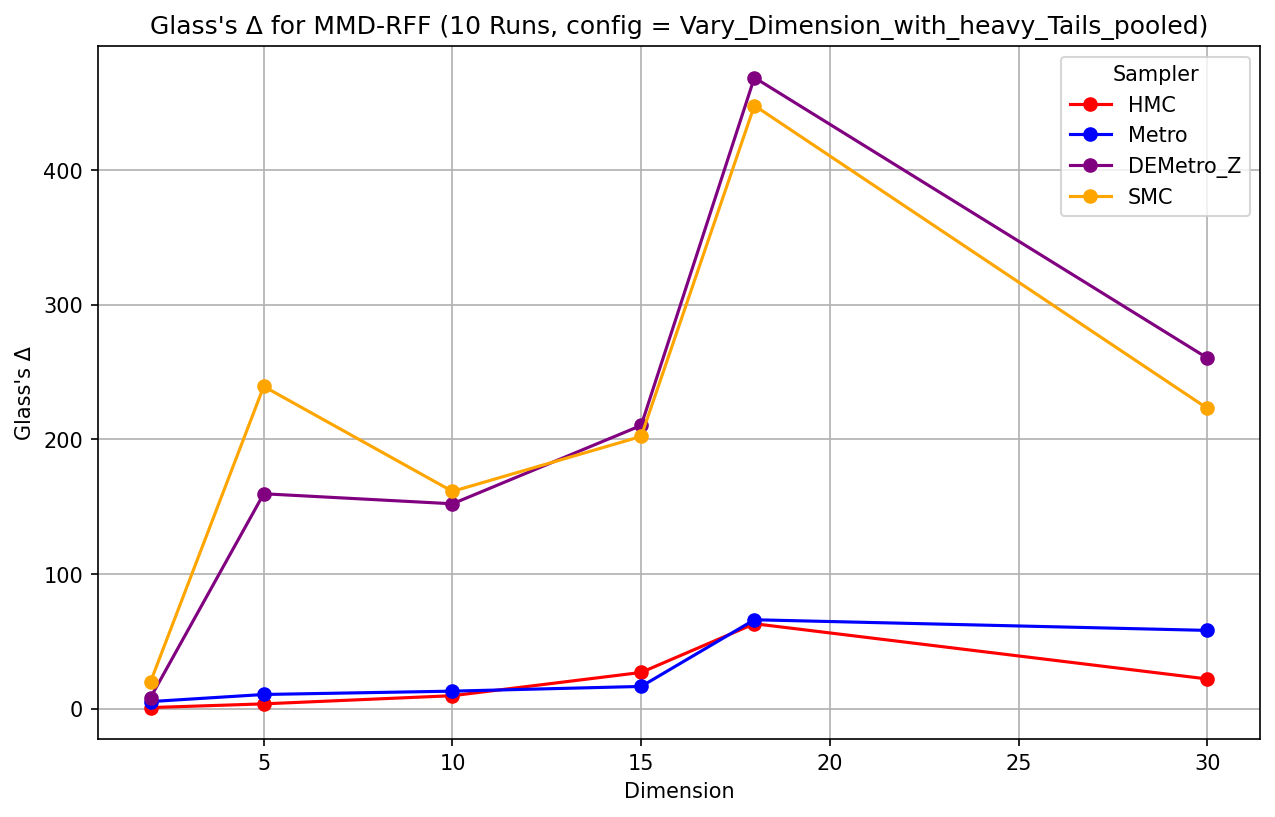 Glass's Δ for MMD-RFF (10 Runs, config = Vary_Dimension_with_heavy_Tails_pooled)
Sampler
HMC
Metro
DEMetro_Z
SMC
Glass's Δ
400
300
200
100
0
5 10 15 20 25 30
Dimension